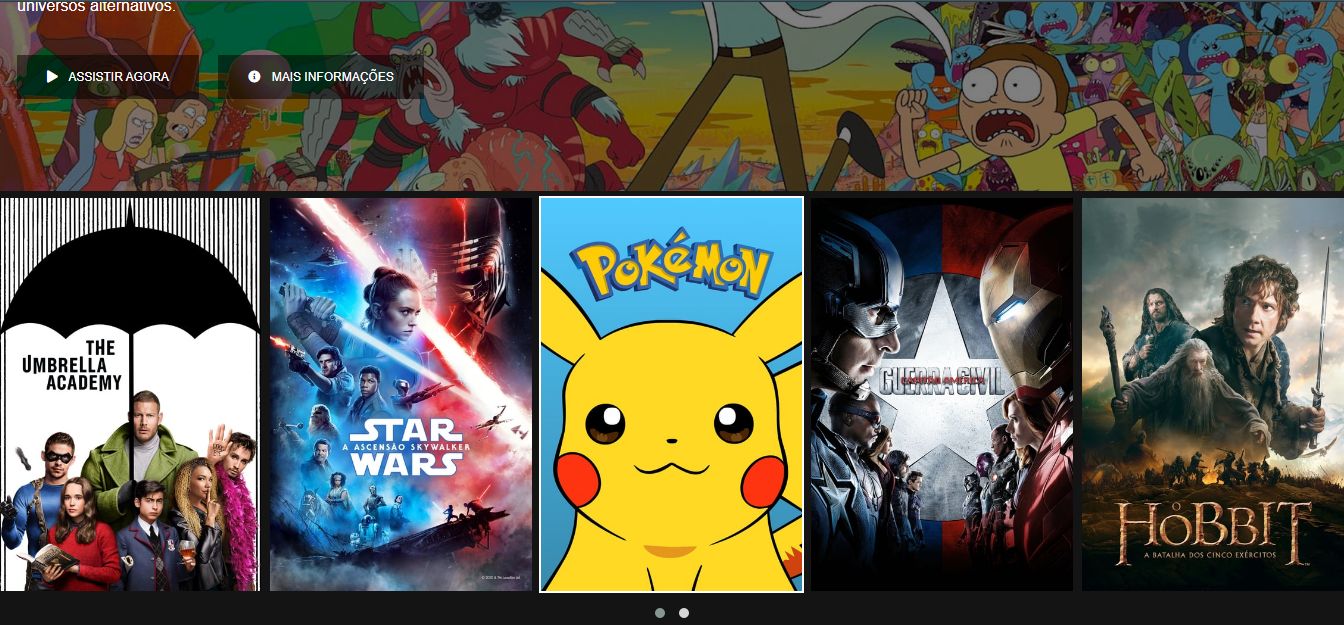 universos alternativos.
ASSISTIR AGORA
MAIS INFORMAÇÕES
THE
UMBRELLA
ACADEMY
STAR
A ASCENSÃO SKYWALKER
WARS
POKéMON
GUERRA CIVIL
CAPITÃO AMÉRICA
HOBBIT
A BATALHA DOS CINCO EXÉRCITOS